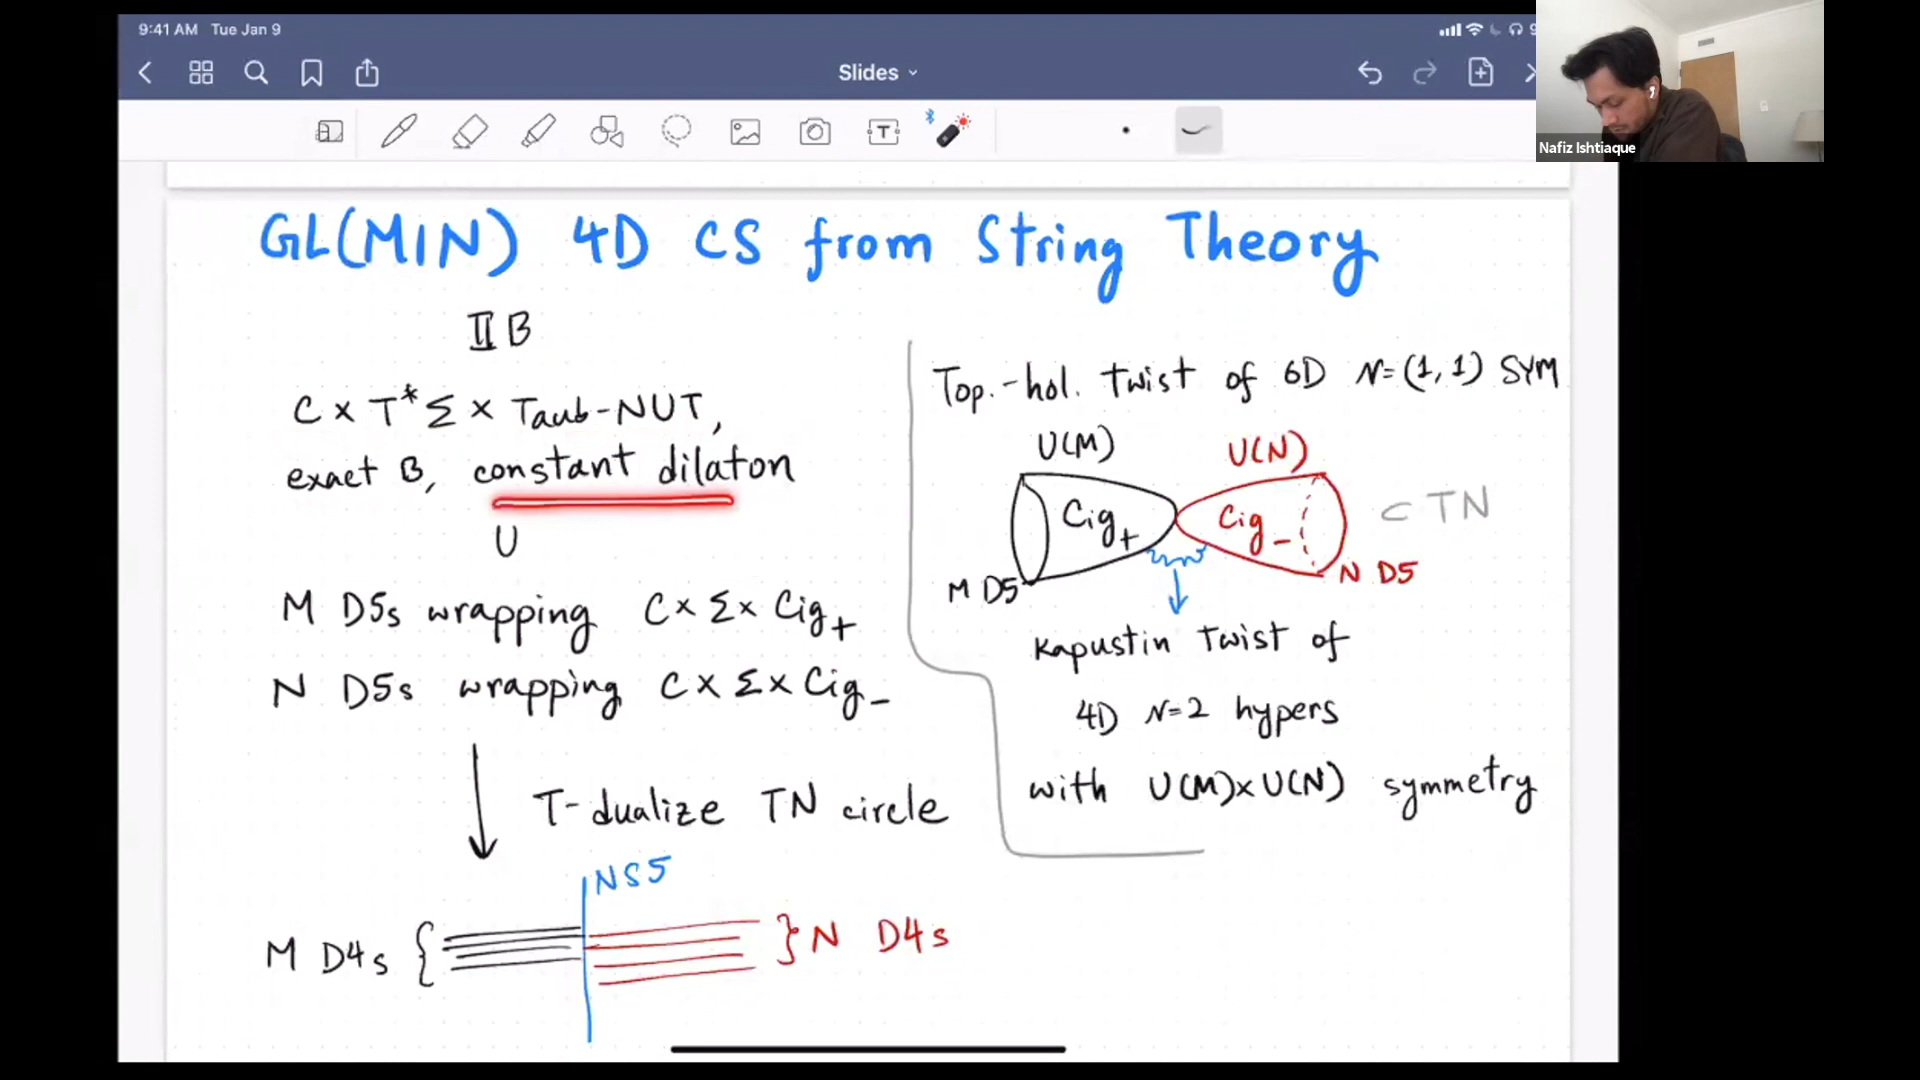 9:41 AM Tue Jan 9
Slides
T
Nafiz Ishtiaque
GL(M|N) 4D CS from String Theory
IIB
C × T*Σ × Taub-NUT,
exact B, constant dilaton
U
M D5s wrapping C × Σ × Cig+
N D5s wrapping C × Σ × Cig-
T-dualize TN circle
NS5
M D4s { } N D4s
Top.-hol. twist of 6D N=(1,1) SYM
U(M) U(N)
Cig+ Cig- ⊂ TN
M D5 N D5
Kapustin Twist of
4D N=2 hypers
with U(M)×U(N) symmetry